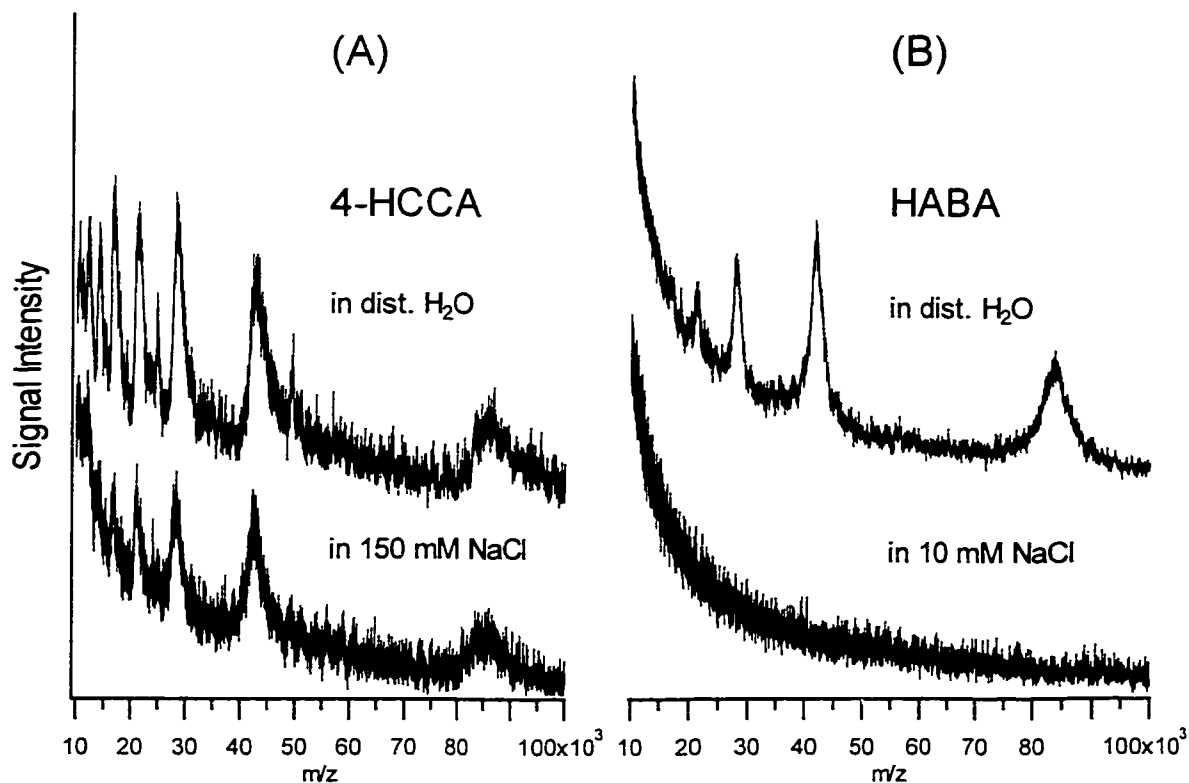 (A)
(B)
4-HCCA
HABA
in dist. H₂O
in dist. H₂O
Signal Intensity
in 150 mM NaCl
in 10 mM NaCl
10 20 30 40 50 60 70 80 100x10³
m/z
10 20 30 40 50 60 70 80 100x10³
m/z